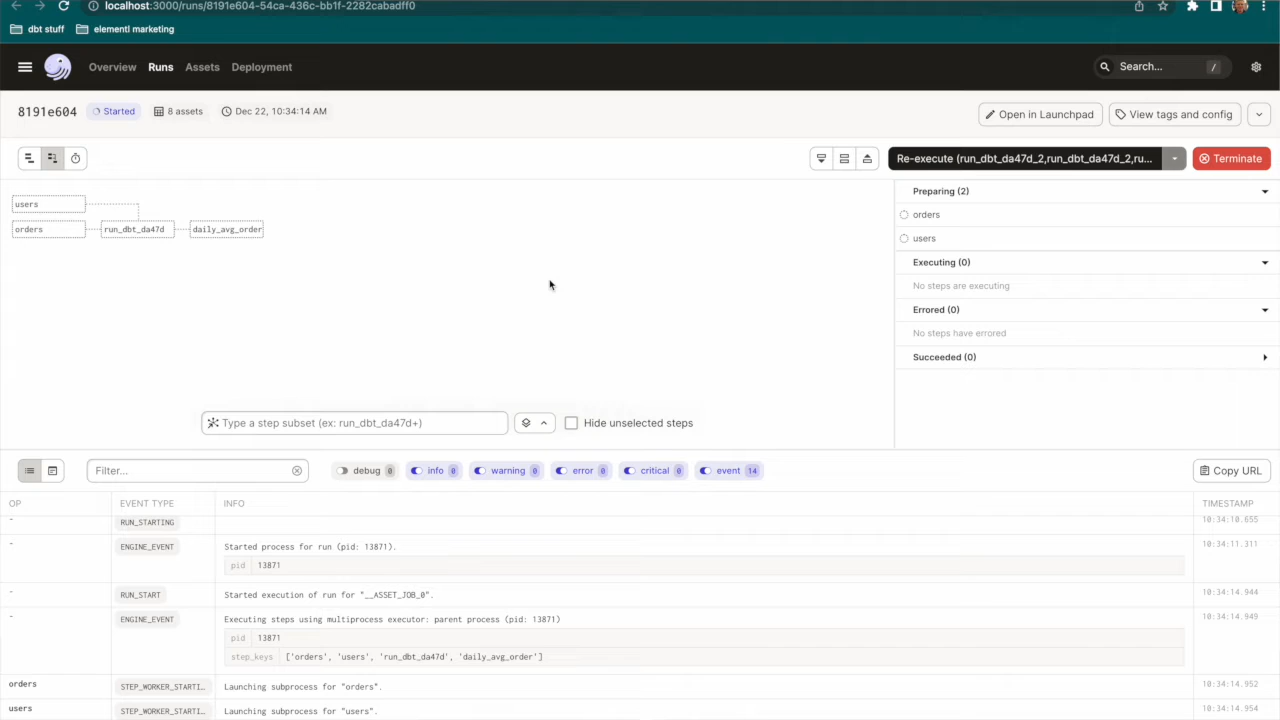 localhost:3000/runs/8191e604-54ca-436c-bb1f-2282cabadff0
dbt stuff elementl marketing
Overview Runs Assets Deployment Search... /
8191e604 Started 8 assets Dec 22, 10:34:14 AM Open in Launchpad View tags and config
Re-execute (run_dbt_da47d_2,run_dbt_da47d_2,ru... Terminate
users
orders run_dbt_da47d daily_avg_order
Preparing (2)
orders
users
Executing (0)
No steps are executing
Errored (0)
No steps have errored
Succeeded (0)
Type a step subset (ex: run_dbt_da47d+) Hide unselected steps
Filter... debug 0 info 0 warning 0 error 0 critical 0 event 14 Copy URL
OP EVENT TYPE INFO TIMESTAMP
- RUN_STARTING 10:34:10.655
- ENGINE_EVENT Started process for run (pid: 13871). 10:34:11.311
pid 13871
- RUN_START Started execution of run for "__ASSET_JOB_0". 10:34:14.944
- ENGINE_EVENT Executing steps using multiprocess executor: parent process (pid: 13871) 10:34:14.949
pid 13871
step_keys ['orders', 'users', 'run_dbt_da47d', 'daily_avg_order']
orders STEP_WORKER_STARTI… Launching subprocess for "orders". 10:34:14.952
users STEP_WORKER_STARTI… Launching subprocess for "users". 10:34:14.954